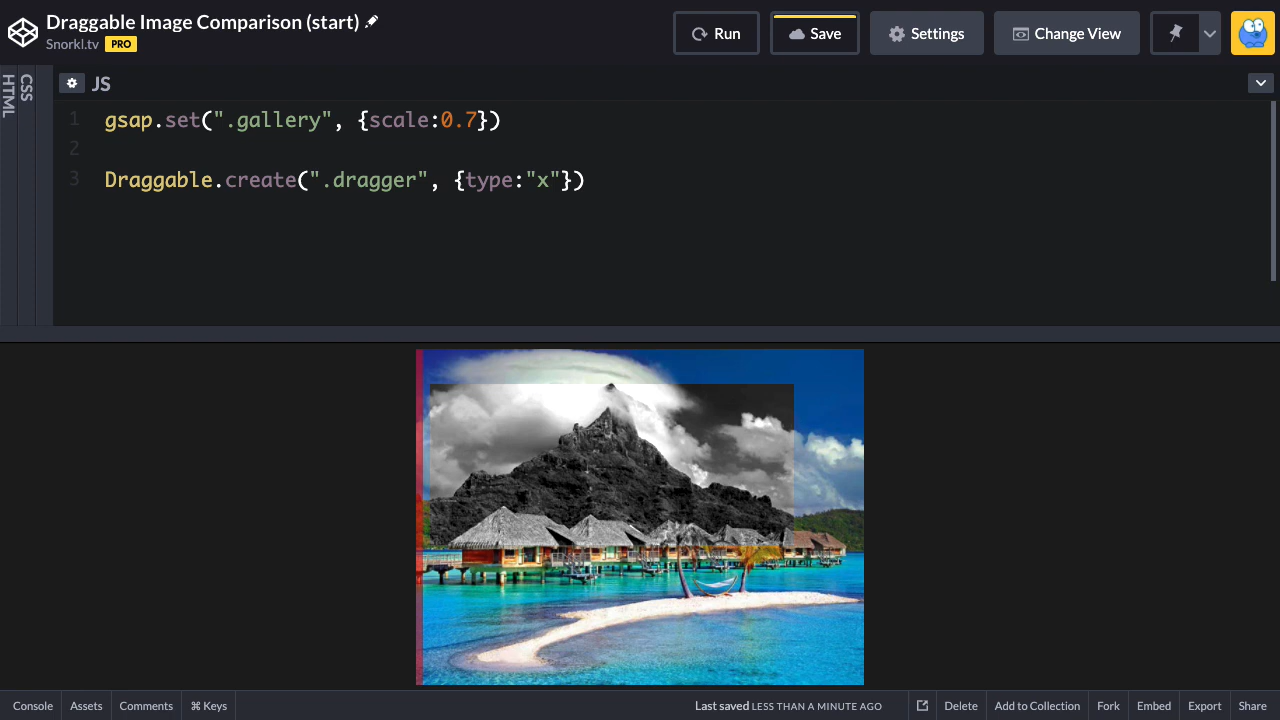 Draggable Image Comparison (start)
Snorkl.tv PRO
Run
Save
Settings
Change View
HTML
CSS
JS
1 gsap.set(".gallery", {scale:0.7})
2
3 Draggable.create(".dragger", {type:"x"})
Console Assets Comments ⌘ Keys Last saved LESS THAN A MINUTE AGO Delete Add to Collection Fork Embed Export Share